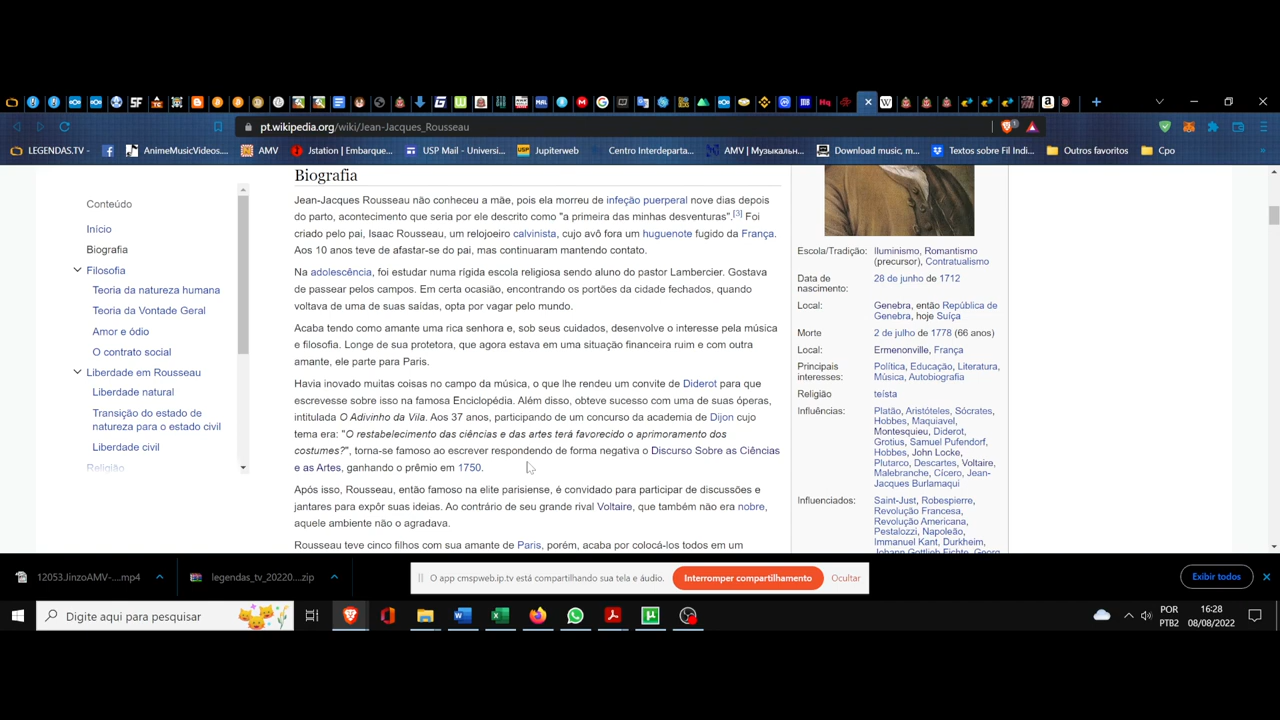 pt.wikipedia.org/wiki/Jean-Jacques_Rousseau
LEGENDAS.TV -
AnimeMusicVideos...
AMV
Jstation | Embarque...
USP Mail - Universi...
Jupiterweb
Centro Interdeparta...
AMV | Музыкальн...
Download music, m...
Textos sobre Fil Indi...
Outros favoritos
Cpo
Conteúdo
Início
Biografia
Filosofia
Teoria da natureza humana
Teoria da Vontade Geral
Amor e ódio
O contrato social
Liberdade em Rousseau
Liberdade natural
Transição do estado de
natureza para o estado civil
Liberdade civil
Religião
Biografia
Jean-Jacques Rousseau não conheceu a mãe, pois ela morreu de infeção puerperal nove dias depois
do parto, acontecimento que seria por ele descrito como "a primeira das minhas desventuras".[3] Foi
criado pelo pai, Isaac Rousseau, um relojoeiro calvinista, cujo avô fora um huguenote fugido da França.
Aos 10 anos teve de afastar-se do pai, mas continuaram mantendo contato.
Na adolescência, foi estudar numa rígida escola religiosa sendo aluno do pastor Lambercier. Gostava
de passear pelos campos. Em certa ocasião, encontrando os portões da cidade fechados, quando
voltava de uma de suas saídas, opta por vagar pelo mundo.
Acaba tendo como amante uma rica senhora e, sob seus cuidados, desenvolve o interesse pela música
e filosofia. Longe de sua protetora, que agora estava em uma situação financeira ruim e com outra
amante, ele parte para Paris.
Havia inovado muitas coisas no campo da música, o que lhe rendeu um convite de Diderot para que
escrevesse sobre isso na famosa Enciclopédia. Além disso, obteve sucesso com uma de suas óperas,
intitulada O Adivinho da Vila. Aos 37 anos, participando de um concurso da academia de Dijon cujo
tema era: "O restabelecimento das ciências e das artes terá favorecido o aprimoramento dos
costumes?", torna-se famoso ao escrever respondendo de forma negativa o Discurso Sobre as Ciências
e as Artes, ganhando o prêmio em 1750.
Após isso, Rousseau, então famoso na elite parisiense, é convidado para participar de discussões e
jantares para expôr suas ideias. Ao contrário de seu grande rival Voltaire, que também não era nobre,
aquele ambiente não o agradava.
Rousseau teve cinco filhos com sua amante de Paris, porém, acaba por colocá-los todos em um
Escola/Tradição: Iluminismo, Romantismo
(precursor), Contratualismo
Data de 28 de junho de 1712
nascimento:
Local: Genebra, então República de
Genebra, hoje Suíça
Morte 2 de julho de 1778 (66 anos)
Local: Ermenonville, França
Principais Política, Educação, Literatura,
interesses: Música, Autobiografia
Religião teísta
Influências: Platão, Aristóteles, Sócrates,
Hobbes, Maquiavel,
Montesquieu, Diderot,
Grotius, Samuel Pufendorf,
Hobbes, John Locke,
Plutarco, Descartes, Voltaire,
Malebranche, Cícero, Jean-
Jacques Burlamaqui
Influenciados: Saint-Just, Robespierre,
Revolução Francesa,
Revolução Americana,
Pestalozzi, Napoleão,
Immanuel Kant, Durkheim,
Johann Gottlieb Fichte, Georg
12053.JinzoAMV-....mp4
legendas_tv_20220....zip
O app cmspweb.ip.tv está compartilhando sua tela e áudio.
Interromper compartilhamento
Ocultar
Exibir todos
Digite aqui para pesquisar
POR
PTB2
16:28
08/08/2022